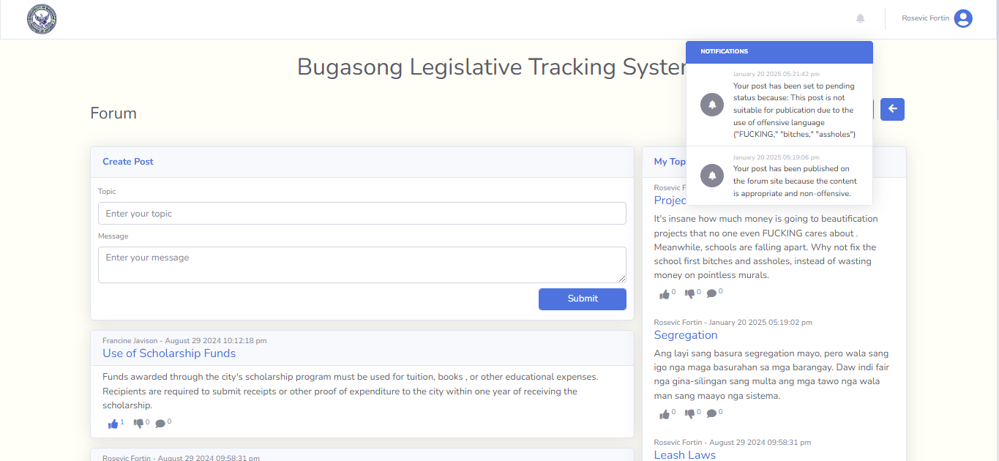 Rosevic Fortin
NOTIFICATIONS
January 20 2025 05:21:42 pm
Your post has been set to pending
status because: This post is not
suitable for publication due to the
use of offensive language
("FUCKING," "bitches," "assholes")
January 20 2025 05:19:06 pm
Your post has been published on
the forum site because the content
is appropriate and non-offensive.
Bugasong Legislative Tracking System
Forum
Create Post
Topic
Enter your topic
Message
Enter your message
Submit
Francine Javison - August 29 2024 10:12:18 pm
Use of Scholarship Funds
Funds awarded through the city's scholarship program must be used for tuition, books , or other educational expenses.
Recipients are required to submit receipts or other proof of expenditure to the city within one year of receiving the
scholarship.
1 0 0
Rosevic Fortin - August 29 2024 09:58:31 pm
My Top
Rosevic F
Projec
It's insane how much money is going to beautification
projects that no one even FUCKING cares about .
Meanwhile, schools are falling apart. Why not fix the
school first bitches and assholes, instead of wasting
money on pointless murals.
0 0 0
Rosevic Fortin - January 20 2025 05:19:02 pm
Segregation
Ang layi sang basura segregation mayo, pero wala sang
igo nga maga basurahan sa mga barangay. Daw indi fair
nga gina-silingan sang multa ang mga tawo nga wala
man sang maayo nga sistema.
0 0 0
Rosevic Fortin - August 29 2024 09:58:31 pm
Leash Laws